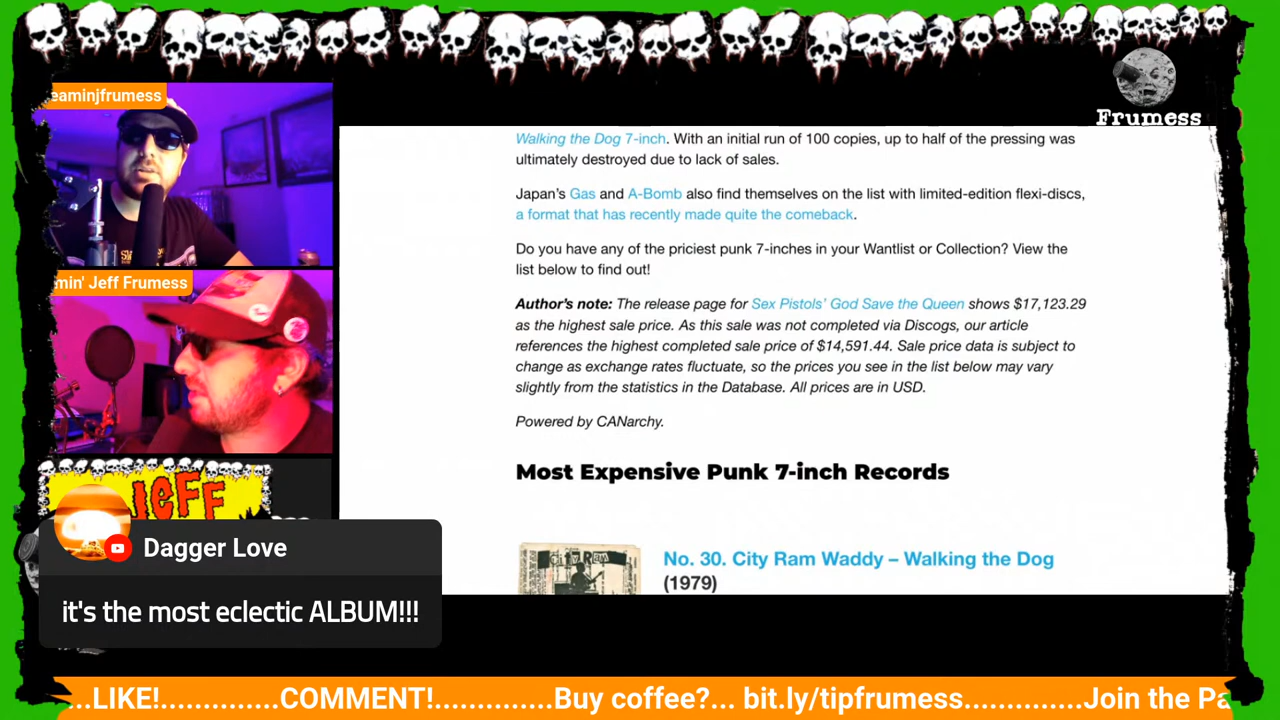 eaminjfrumess
Frumess
Walking the Dog 7-inch. With an initial run of 100 copies, up to half of the pressing was
ultimately destroyed due to lack of sales.
Japan's Gas and A-Bomb also find themselves on the list with limited-edition flexi-discs,
a format that has recently made quite the comeback.
Do you have any of the priciest punk 7-inches in your Wantlist or Collection? View the
list below to find out!
min' Jeff Frumess
Author's note: The release page for Sex Pistols' God Save the Queen shows $17,123.29
as the highest sale price. As this sale was not completed via Discogs, our article
references the highest completed sale price of $14,591.44. Sale price data is subject to
change as exchange rates fluctuate, so the prices you see in the list below may vary
slightly from the statistics in the Database. All prices are in USD.
Powered by CANarchy.
Most Expensive Punk 7-inch Records
JeFF
No. 30. City Ram Waddy – Walking the Dog
(1979)
Dagger Love
it's the most eclectic ALBUM!!!
...LIKE!.............COMMENT!.............Buy coffee?... bit.ly/tipfrumess.............Join the Pa